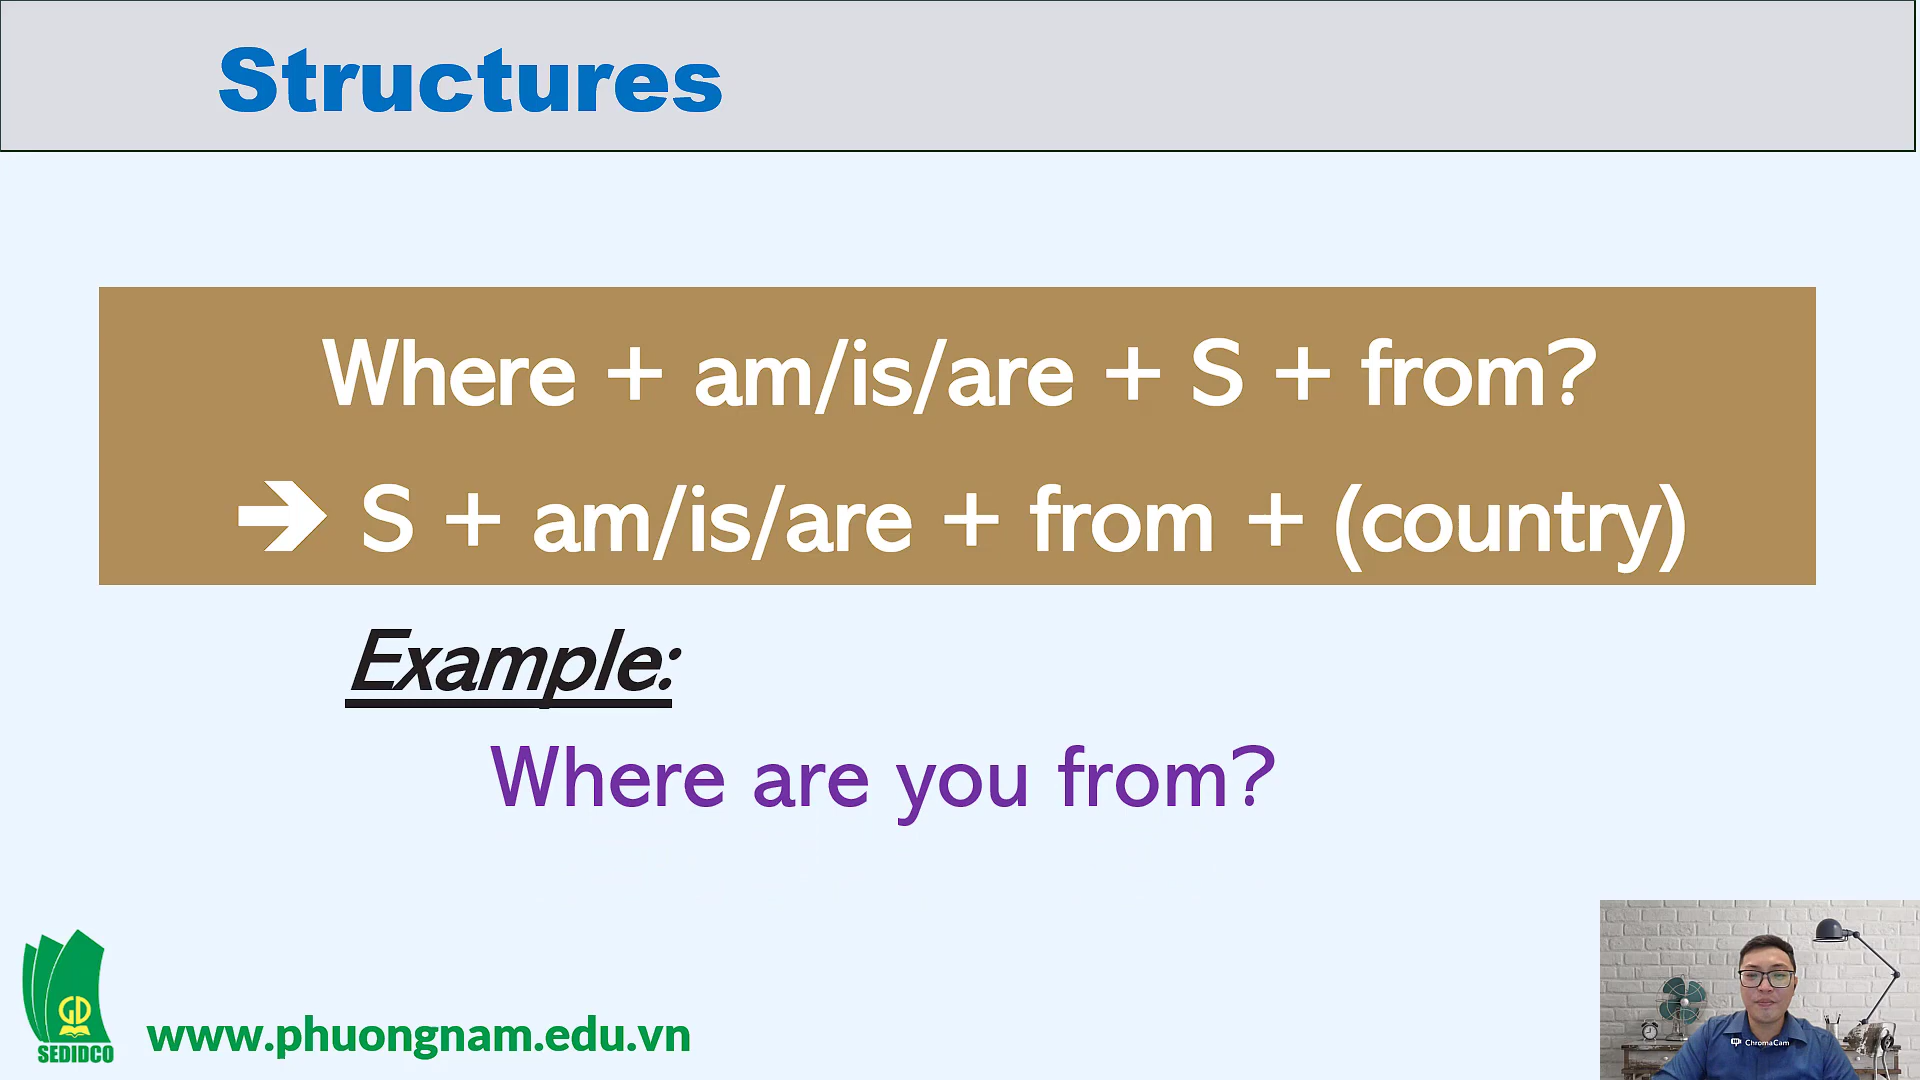 Structures
Where + am/is/are + S + from?
➔ S + am/is/are + from + (country)
Example:
Where are you from?
GD
SEDIDCO
www.phuongnam.edu.vn
ChromaCam